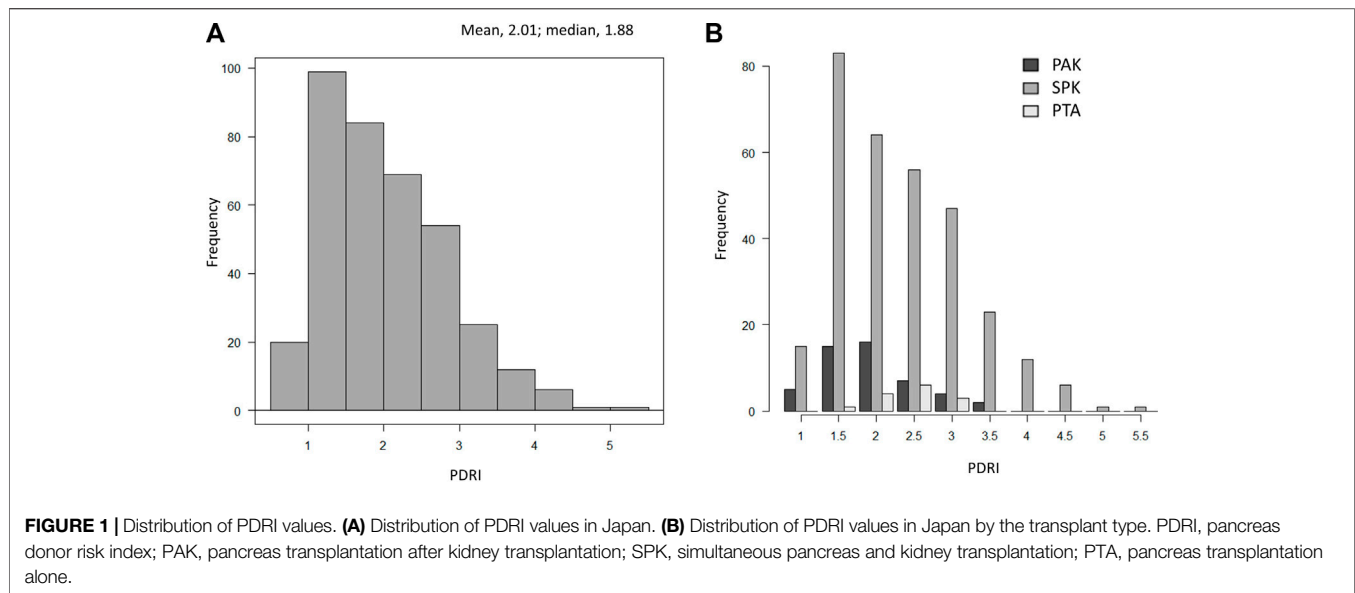 A
Mean, 2.01; median, 1.88
Frequency
100
80
60
40
20
0
1 2 3 4 5
PDRI
B
PAK
SPK
PTA
Frequency
80
60
40
20
0
1 1.5 2 2.5 3 3.5 4 4.5 5 5.5
PDRI
FIGURE 1 | Distribution of PDRI values. (A) Distribution of PDRI values in Japan. (B) Distribution of PDRI values in Japan by the transplant type. PDRI, pancreas
donor risk index; PAK, pancreas transplantation after kidney transplantation; SPK, simultaneous pancreas and kidney transplantation; PTA, pancreas transplantation
alone.